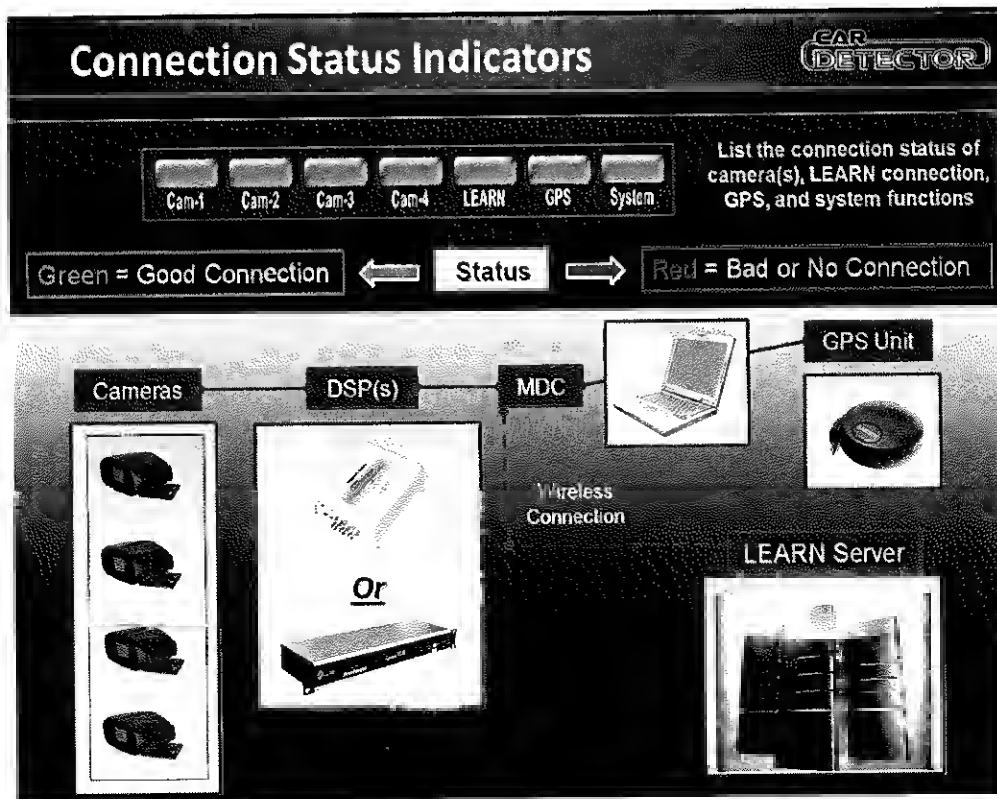 Connection Status Indicators
CAR
DETECTOR
Cam-1 Cam-2 Cam-3 Cam-4 LEARN GPS System
List the connection status of
camera(s), LEARN connection,
GPS, and system functions
Green = Good Connection
Status
Red = Bad or No Connection
Cameras
DSP(s)
MDC
GPS Unit
Wireless
Connection
Or
LEARN Server